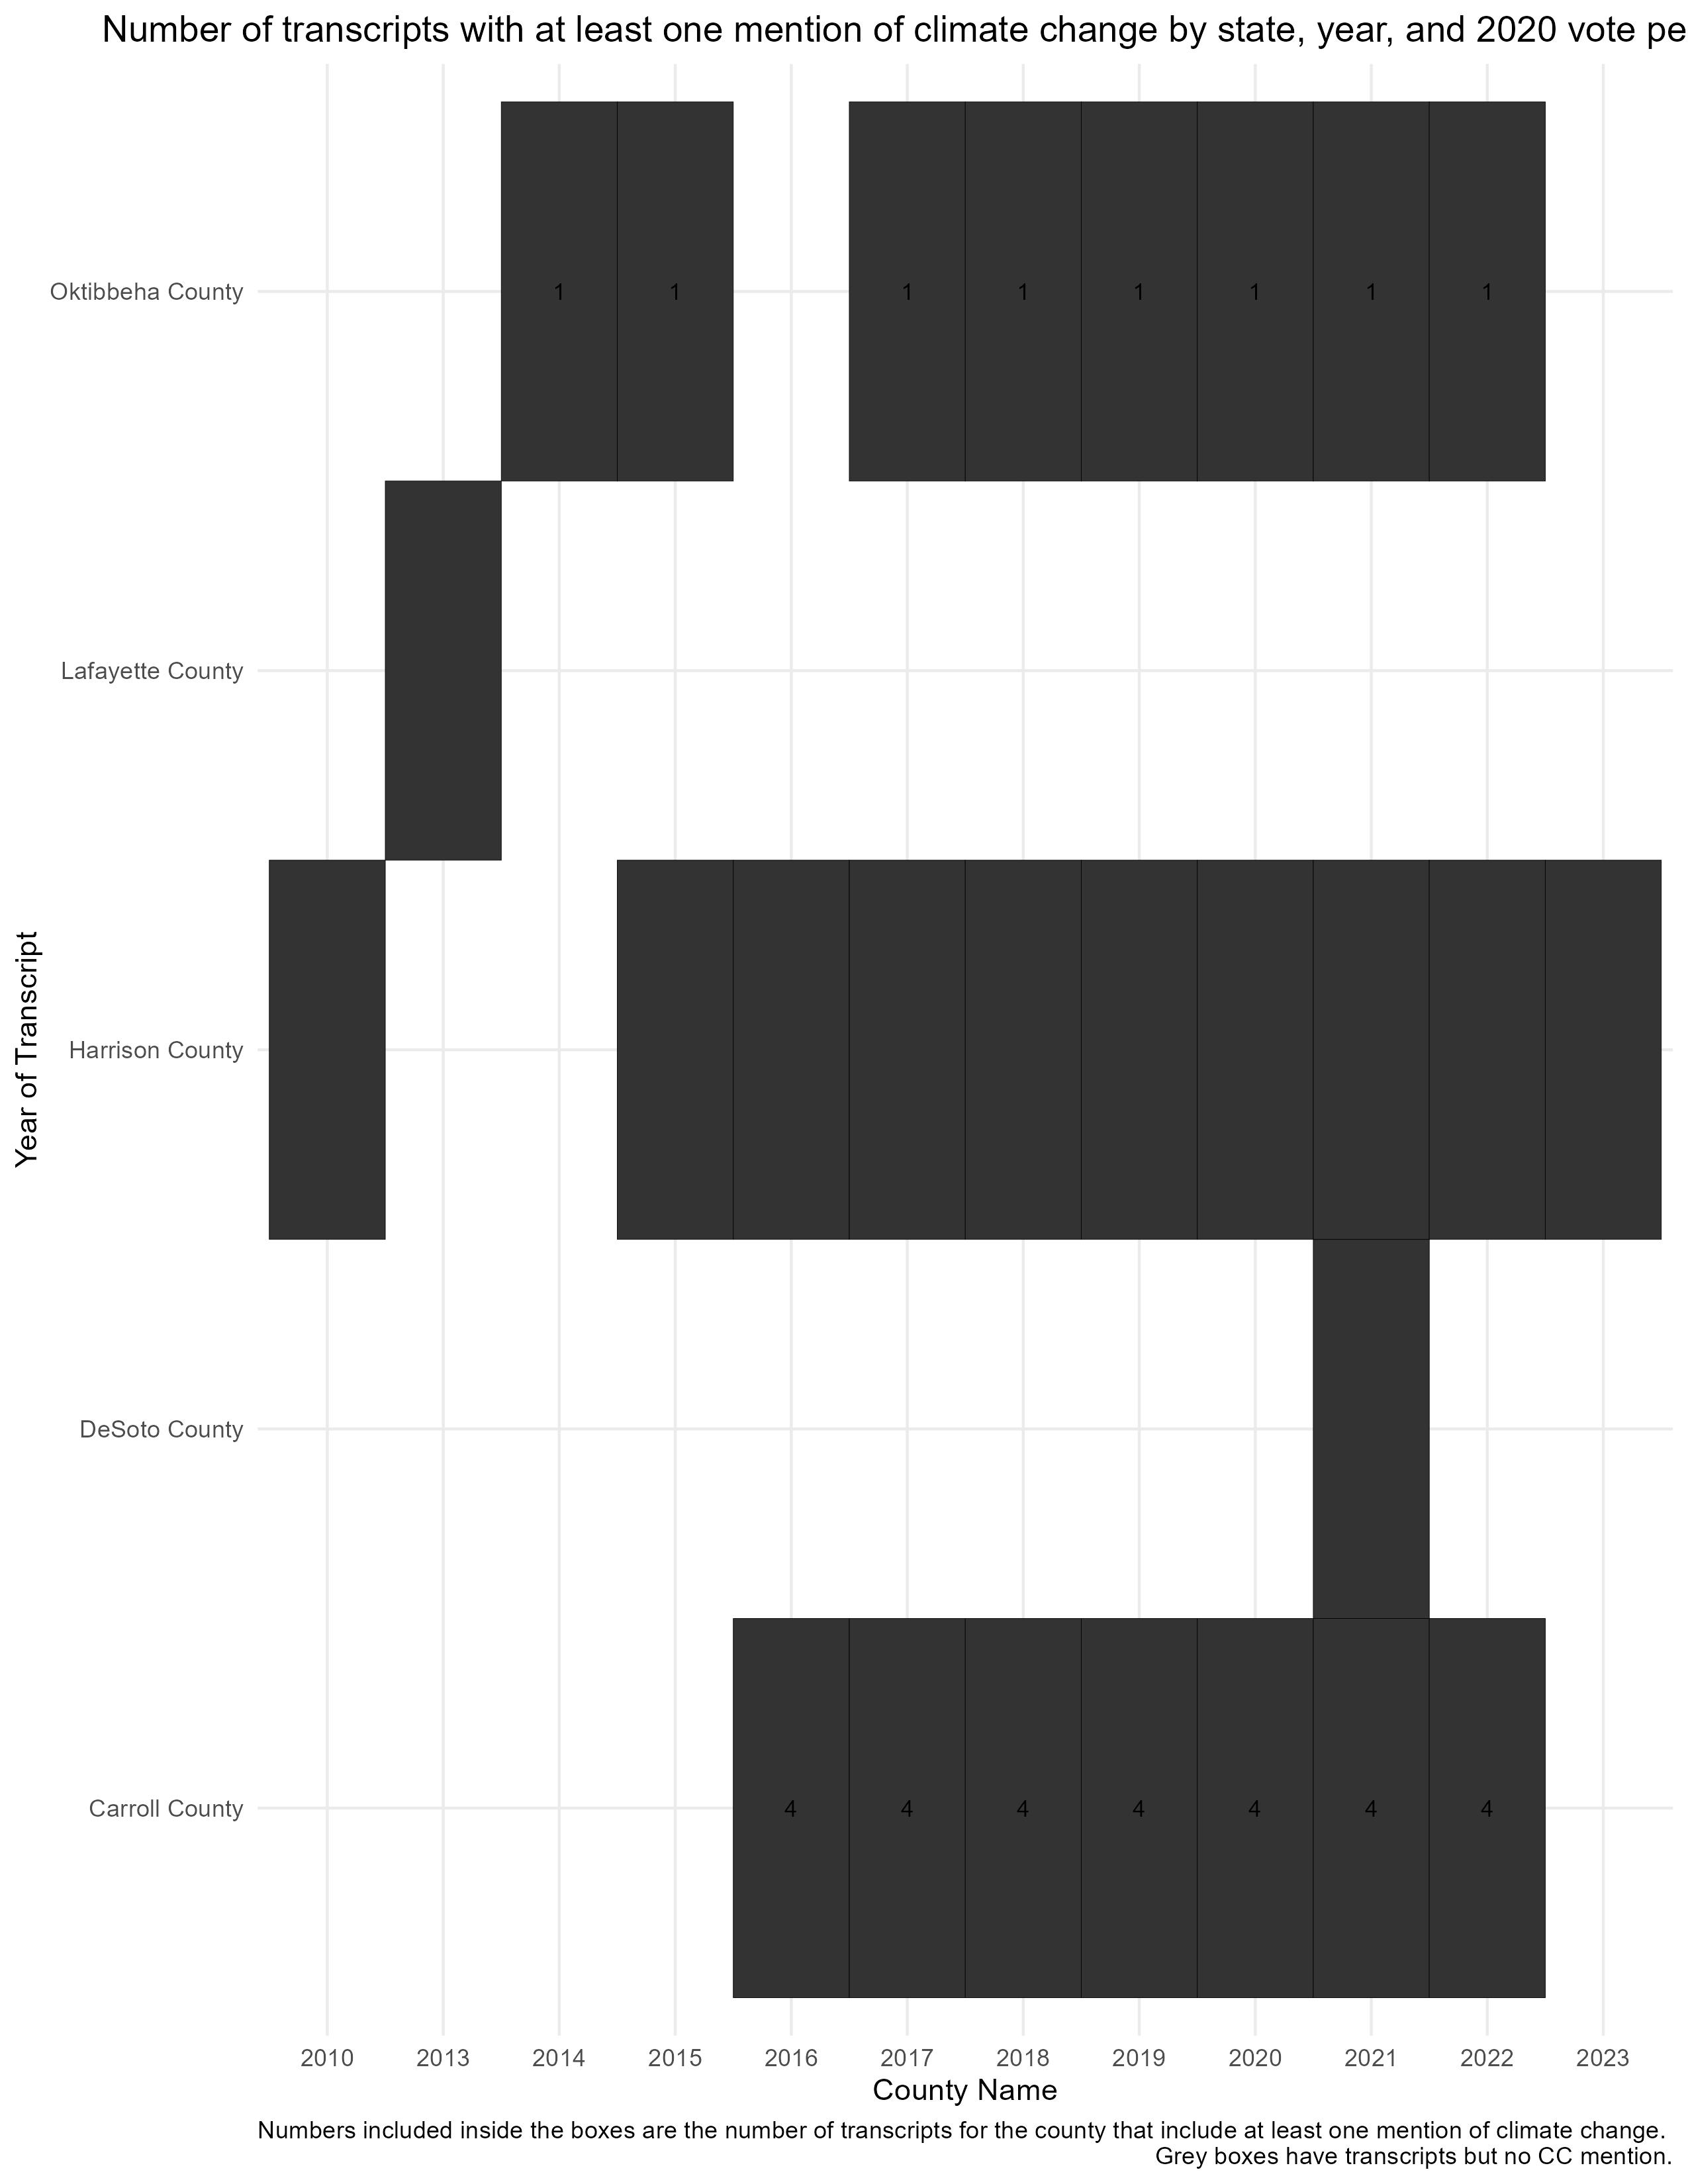 Number of transcripts with at least one mention of climate change by state, year, and 2020 vote pe
Oktibbeha County
1 1 1 1 1 1 1 1
Lafayette County
Harrison County
Year of Transcript
DeSoto County
Carroll County
4 4 4 4 4 4 4
2010 2013 2014 2015 2016 2017 2018 2019 2020 2021 2022 2023
County Name
Numbers included inside the boxes are the number of transcripts for the county that include at least one mention of climate change.
Grey boxes have transcripts but no CC mention.